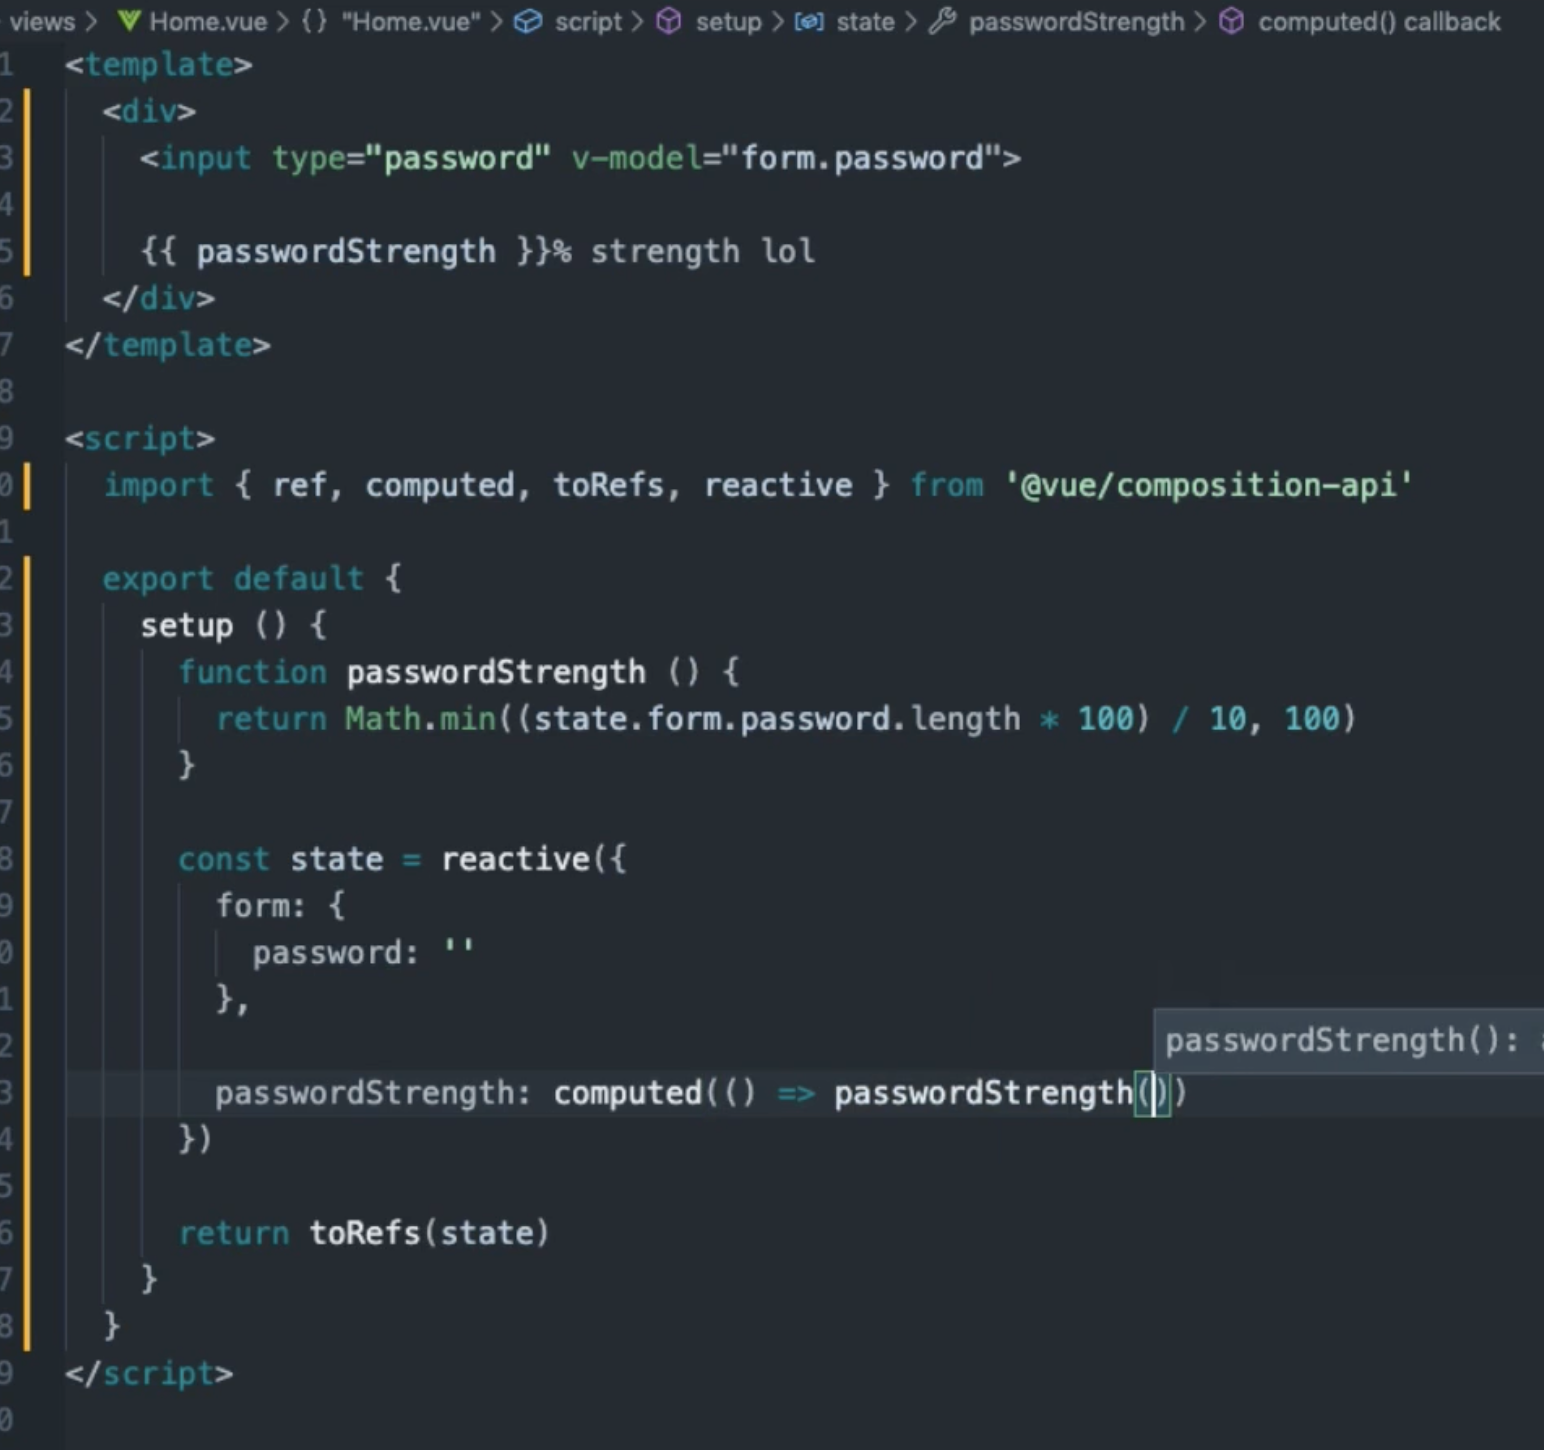 views > Home.vue > {} "Home.vue" > script > setup > state > passwordStrength > computed() callback
1 <template>
2 <div>
3 <input type="password" v-model="form.password">
4
5 {{ passwordStrength }}% strength lol
6 </div>
7 </template>
8
9 <script>
0 import { ref, computed, toRefs, reactive } from '@vue/composition-api'
1
2 export default {
3 setup () {
4 function passwordStrength () {
5 return Math.min((state.form.password.length * 100) / 10, 100)
6 }
7
8 const state = reactive({
9 form: {
0 password: ''
1 },
2
passwordStrength():
3 passwordStrength: computed(() => passwordStrength())
4 })
5
6 return toRefs(state)
7 }
8 }
9 </script>
0